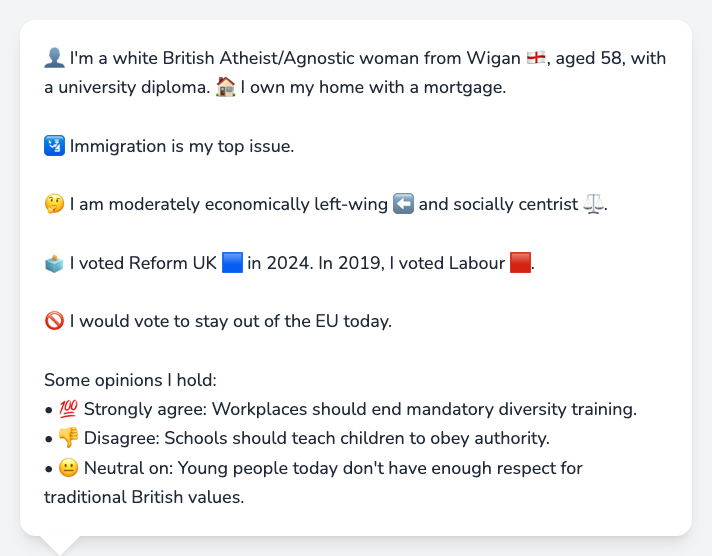 👤 I'm a white British Atheist/Agnostic woman from Wigan 🏴󠁧󠁢󠁥󠁮󠁧󠁿, aged 58, with
a university diploma. 🏠 I own my home with a mortgage.
🛂 Immigration is my top issue.
🤔 I am moderately economically left-wing ⬅️ and socially centrist ⚖️.
🗳️ I voted Reform UK 🟦 in 2024. In 2019, I voted Labour 🟥.
🚫 I would vote to stay out of the EU today.
Some opinions I hold:
• 💯 Strongly agree: Workplaces should end mandatory diversity training.
• 👎 Disagree: Schools should teach children to obey authority.
• 😐 Neutral on: Young people today don't have enough respect for
traditional British values.